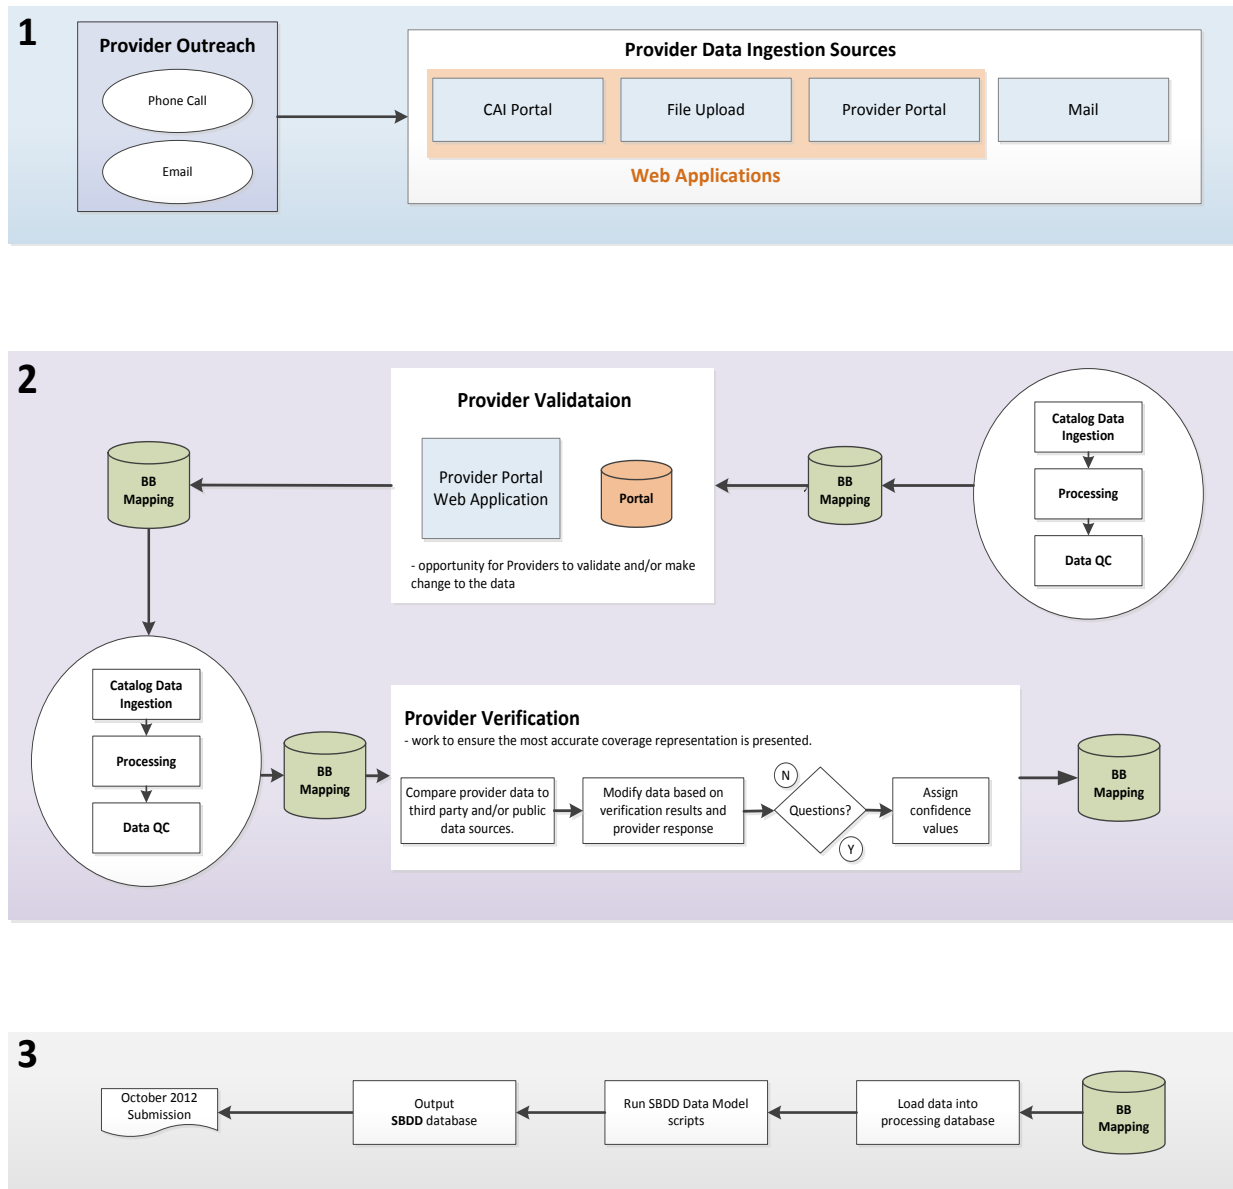 1
Provider Outreach
Phone Call
Email
Provider Data Ingestion Sources
CAI Portal
File Upload
Provider Portal
Mail
Web Applications
2
Provider Validataion
Provider Portal
Web Application
Portal
- opportunity for Providers to validate and/or make
change to the data
BB
Mapping
BB
Mapping
Catalog Data
Ingestion
Processing
Data QC
Catalog Data
Ingestion
Processing
Data QC
BB
Mapping
Provider Verification
- work to ensure the most accurate coverage representation is presented.
Compare provider data to
third party and/or public
data sources.
Modify data based on
verification results and
provider response
N
Questions?
Y
Assign
confidence
values
BB
Mapping
3
October 2012
Submission
Output
SBDD database
Run SBDD Data Model
scripts
Load data into
processing database
BB
Mapping